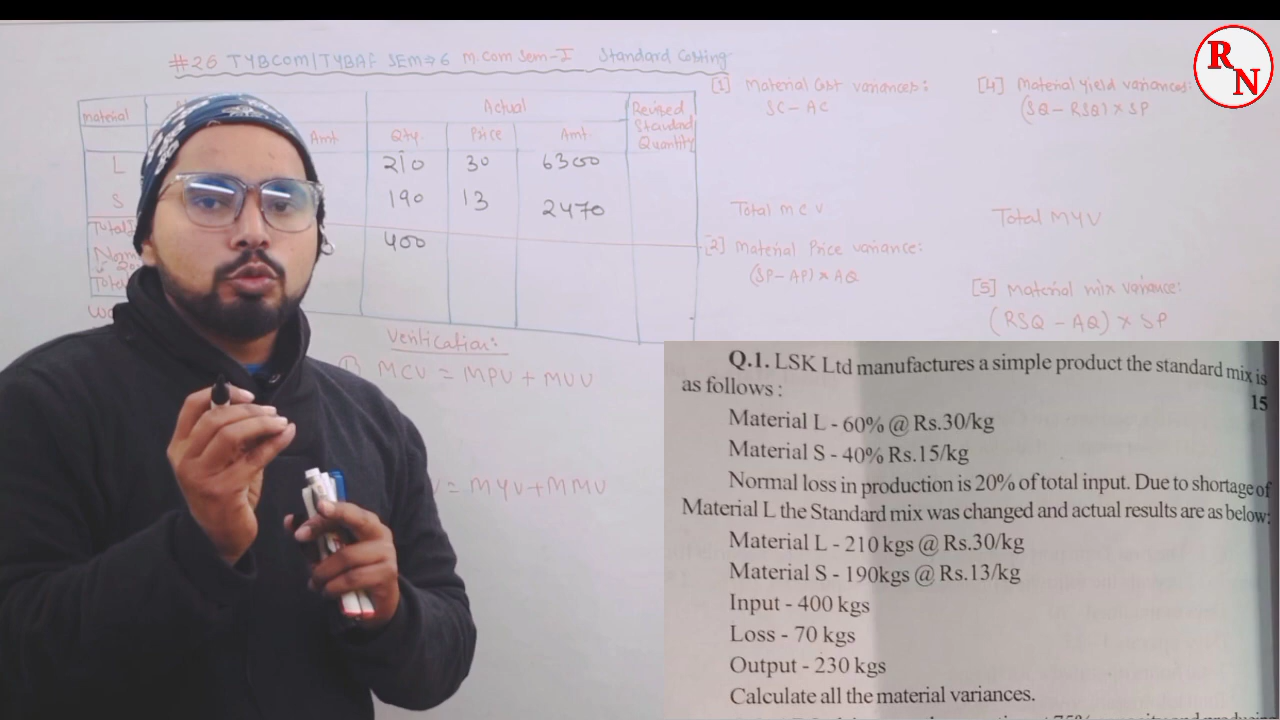 #26 TYBCOM/TYBAF SEM⇒6 M.COM SEM-I Standard Costing
RN
[1] Material Cost variances:
SC - AC
[4] Material Yield variances:
(SQ - RSQ) × SP
Material
Actual
Revised
Standard
Quantity
Amt.
Qty.
Price
Amt.
L
210
30
6300
S
190
13
2470
400
Total M C V
Total MYV
[2] Material Price variance:
(SP - AP) × AQ
[5] Material mix variance:
(RSQ - AQ) × SP
Verification:
MCV = MPV + MUV
V = MYV + MMV
Q.1. LSK Ltd manufactures a simple product the standard mix is
as follows :
15
Material L - 60% @ Rs.30/kg
Material S - 40% Rs.15/kg
Normal loss in production is 20% of total input. Due to shortage of
Material L the Standard mix was changed and actual results are as below:
Material L - 210 kgs @ Rs.30/kg
Material S - 190kgs @ Rs.13/kg
Input - 400 kgs
Loss - 70 kgs
Output - 230 kgs
Calculate all the material variances.